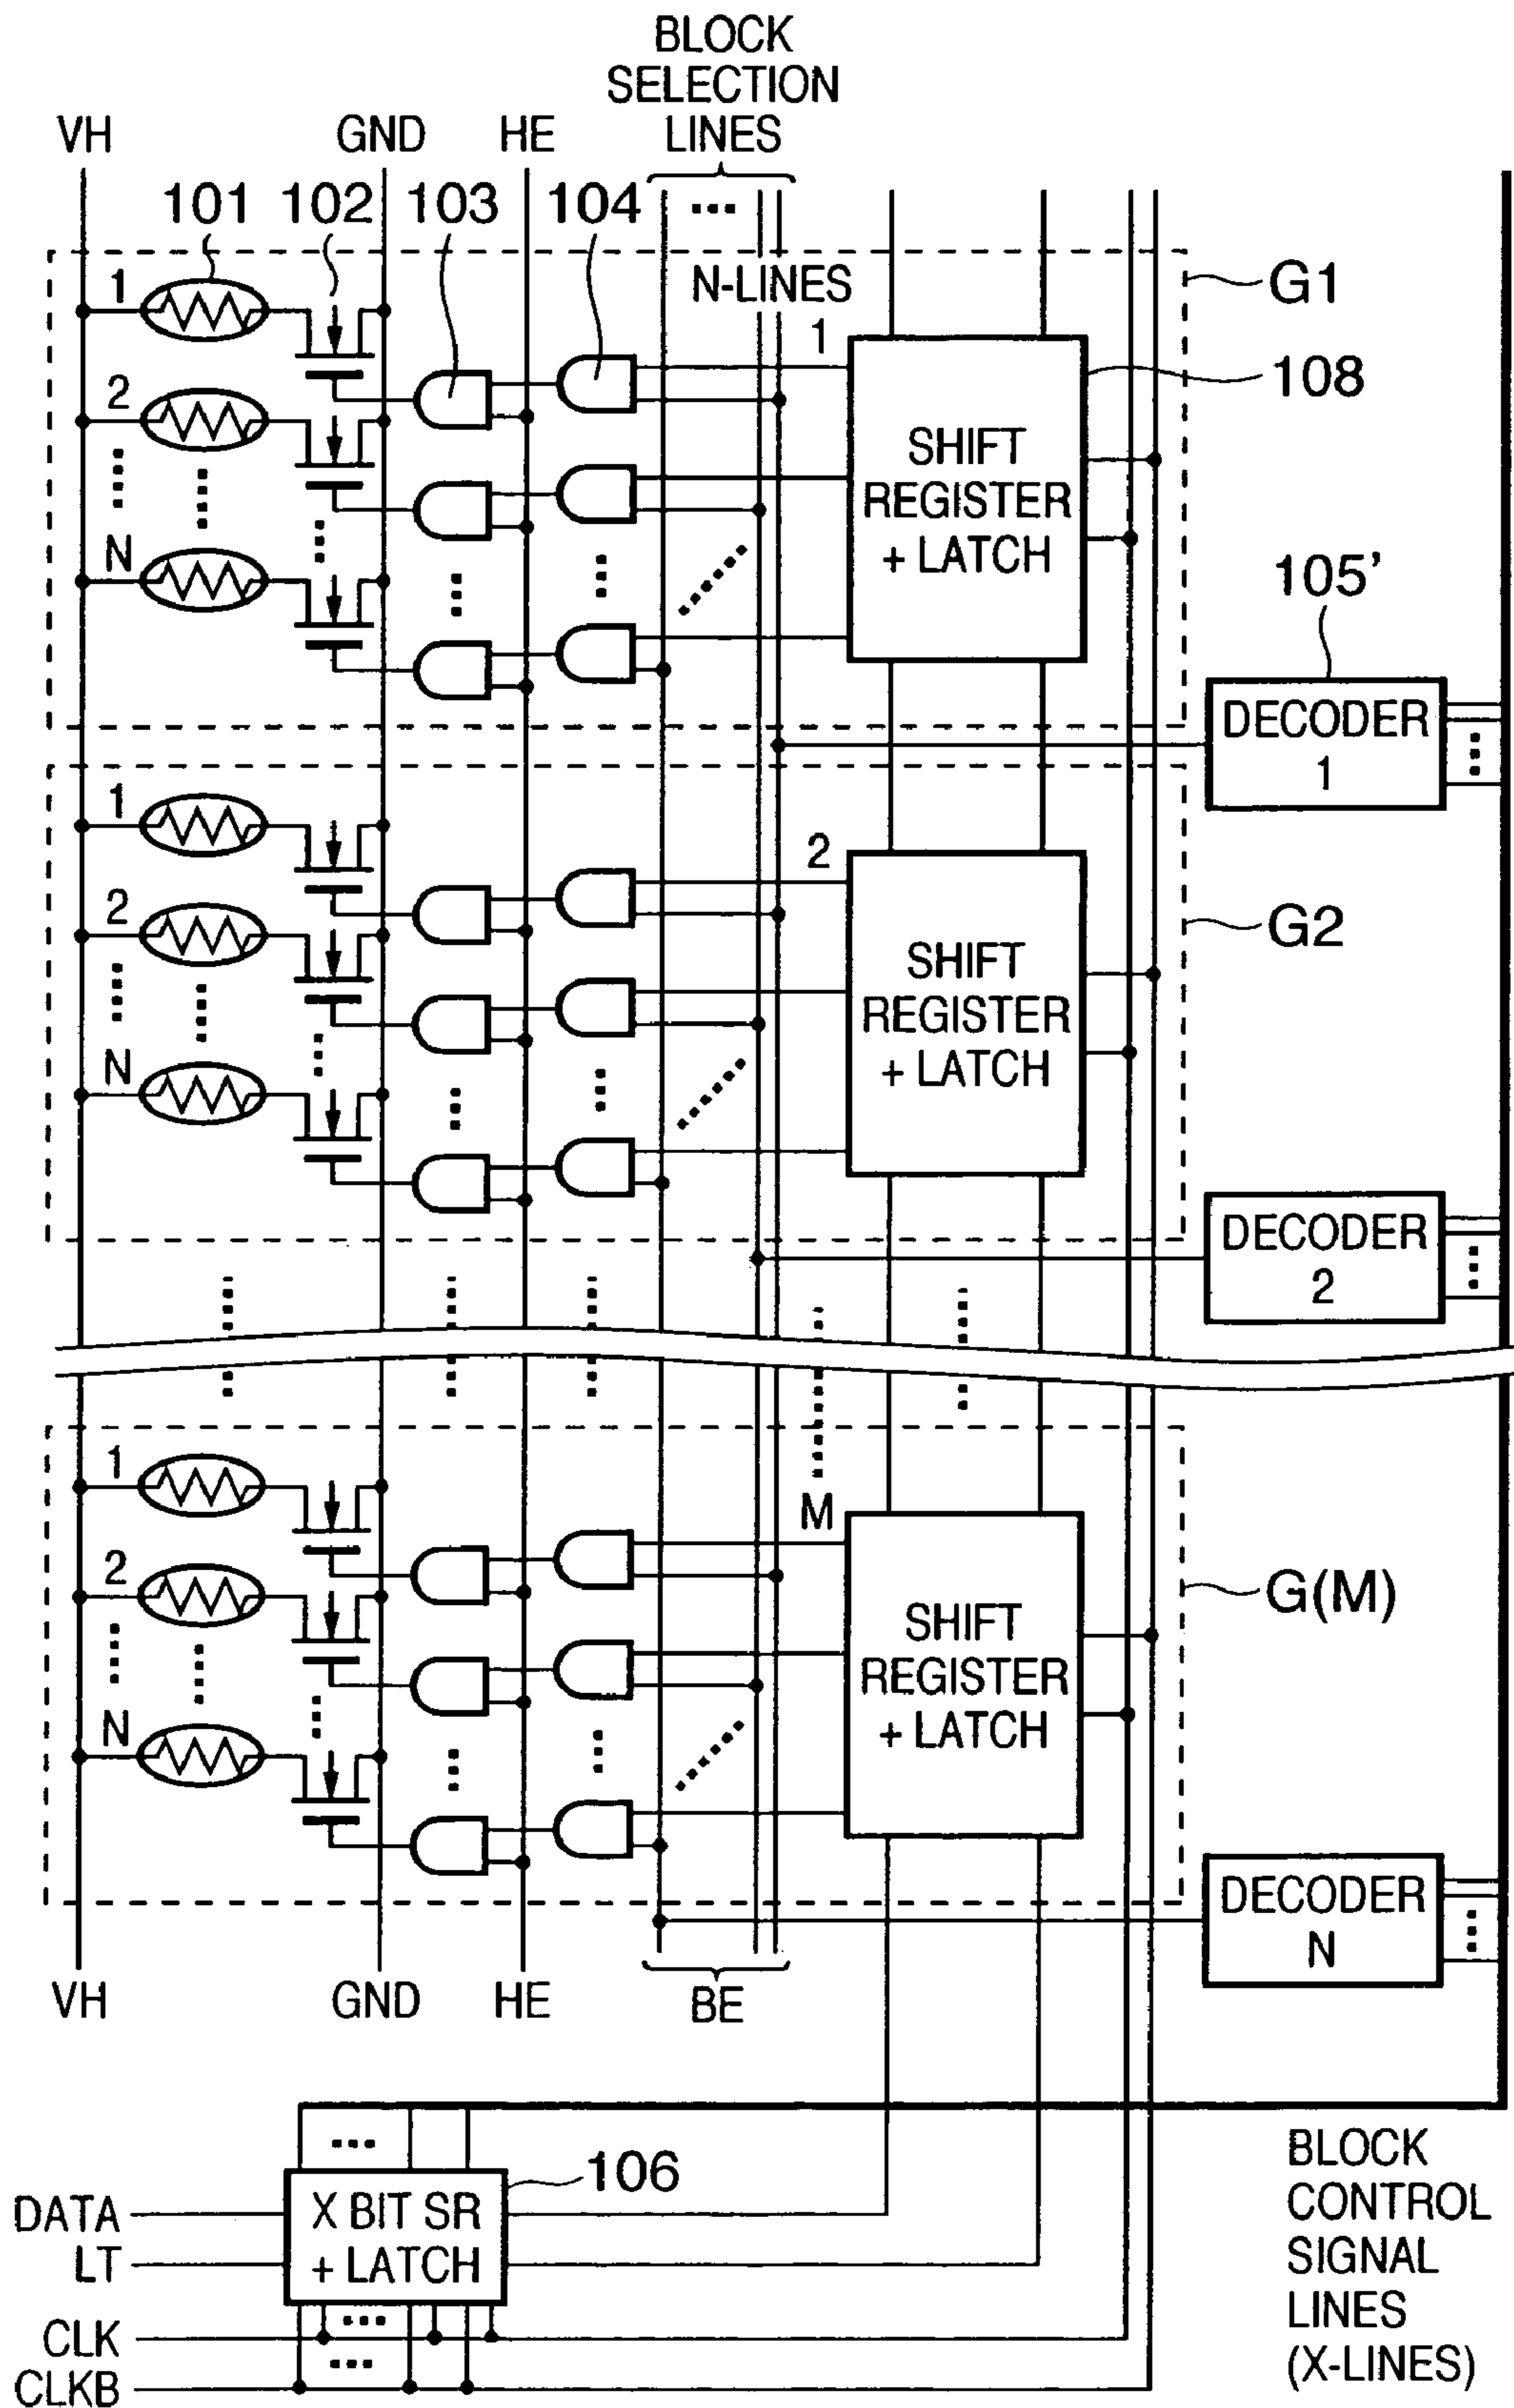 BLOCK
SELECTION
LINES
VH
GND
HE
101
102
103
104
N-LINES
G1
1
1
108
2
SHIFT
REGISTER
+ LATCH
N
105'
DECODER
1
1
2
2
SHIFT
REGISTER
+ LATCH
G2
N
DECODER
2
1
M
2
SHIFT
REGISTER
+ LATCH
G(M)
N
DECODER
N
VH
GND
HE
BE
106
DATA
X BIT SR
LT
+ LATCH
CLK
CLKB
BLOCK
CONTROL
SIGNAL
LINES
(X-LINES)